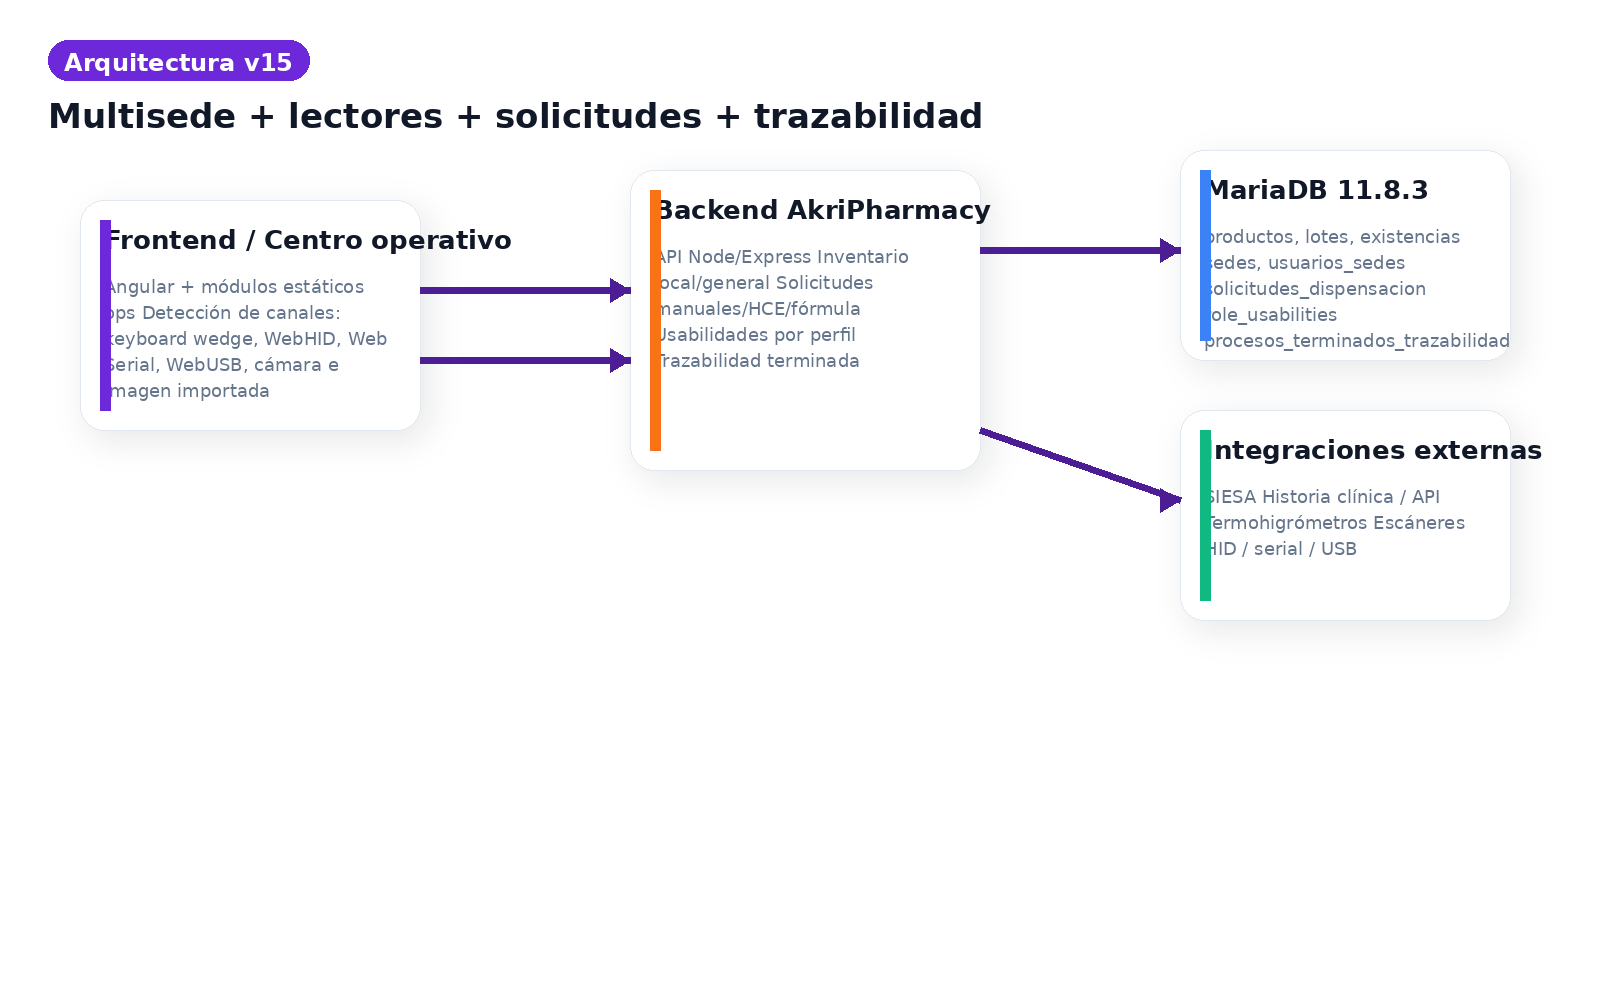 Arquitectura v15
Multisede + lectores + solicitudes + trazabilidad
Frontend / Centro operativo
Angular + módulos estáticos
ops Detección de canales:
keyboard wedge, WebHID, Web
Serial, WebUSB, cámara e
imagen importada
Backend AkriPharmacy
API Node/Express Inventario
local/general Solicitudes
manuales/HCE/fórmula
Usabilidades por perfil
Trazabilidad terminada
MariaDB 11.8.3
productos, lotes, existencias
sedes, usuarios_sedes
solicitudes_dispensacion
role_usabilities
procesos_terminados_trazabilidad
Integraciones externas
SIESA Historia clínica / API
Termohigrómetros Escáneres
HID / serial / USB